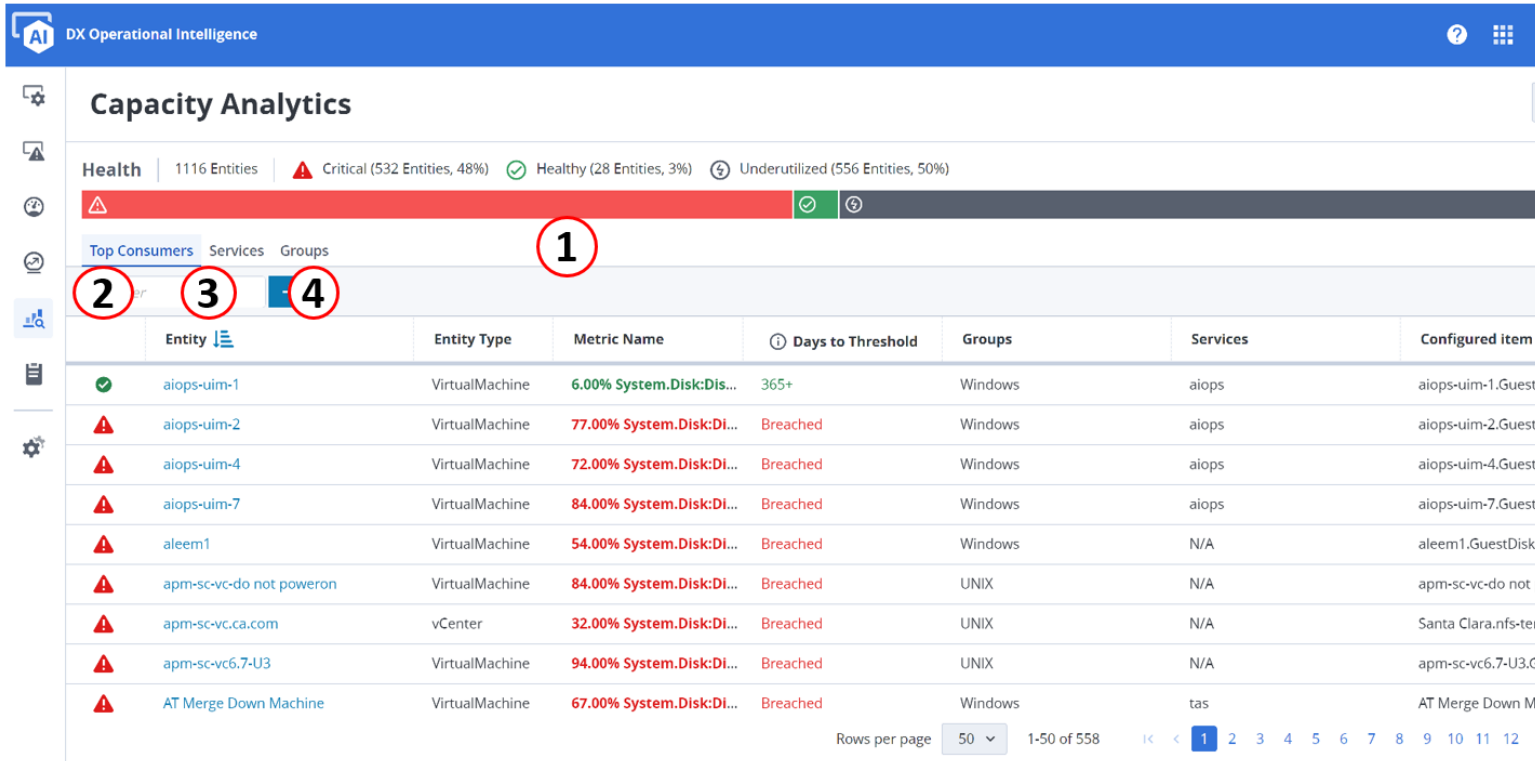 AI DX Operational Intelligence ?
Capacity Analytics
Health 1116 Entities Critical (532 Entities, 48%) Healthy (28 Entities, 3%) Underutilized (556 Entities, 50%)
Top Consumers Services Groups 1
2 er 3 4
Entity Entity Type Metric Name Days to Threshold Groups Services Configured item
aiops-uim-1 VirtualMachine 6.00% System.Disk:Dis... 365+ Windows aiops aiops-uim-1.Guest
aiops-uim-2 VirtualMachine 77.00% System.Disk:Di... Breached Windows aiops aiops-uim-2.Guest
aiops-uim-4 VirtualMachine 72.00% System.Disk:Di... Breached Windows aiops aiops-uim-4.Guest
aiops-uim-7 VirtualMachine 84.00% System.Disk:Di... Breached Windows aiops aiops-uim-7.Guest
aleem1 VirtualMachine 54.00% System.Disk:Di... Breached Windows N/A aleem1.GuestDisk
apm-sc-vc-do not poweron VirtualMachine 84.00% System.Disk:Di... Breached UNIX N/A apm-sc-vc-do not
apm-sc-vc.ca.com vCenter 32.00% System.Disk:Di... Breached UNIX N/A Santa Clara.nfs-ter
apm-sc-vc6.7-U3 VirtualMachine 94.00% System.Disk:Di... Breached UNIX N/A apm-sc-vc6.7-U3.G
AT Merge Down Machine VirtualMachine 67.00% System.Disk:Di... Breached Windows tas AT Merge Down M
Rows per page 50 1-50 of 558 1 2 3 4 5 6 7 8 9 10 11 12